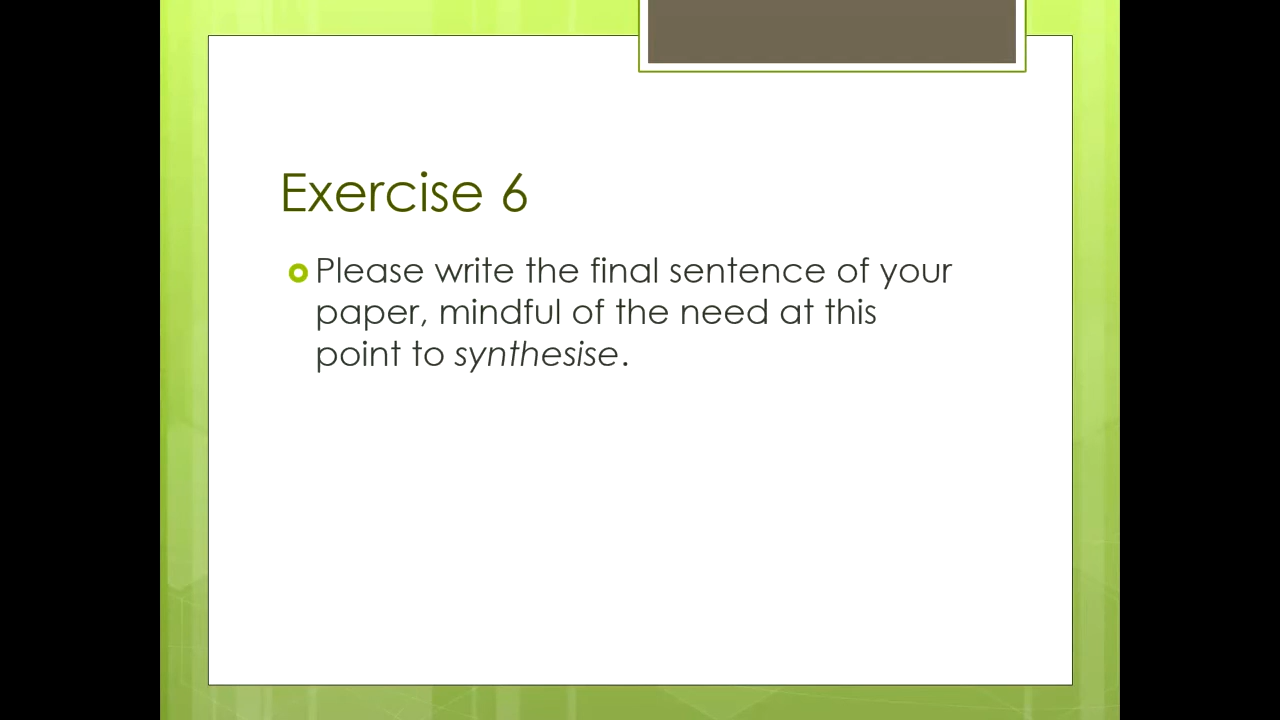 Exercise 6
Please write the final sentence of your
paper, mindful of the need at this
point to synthesise.